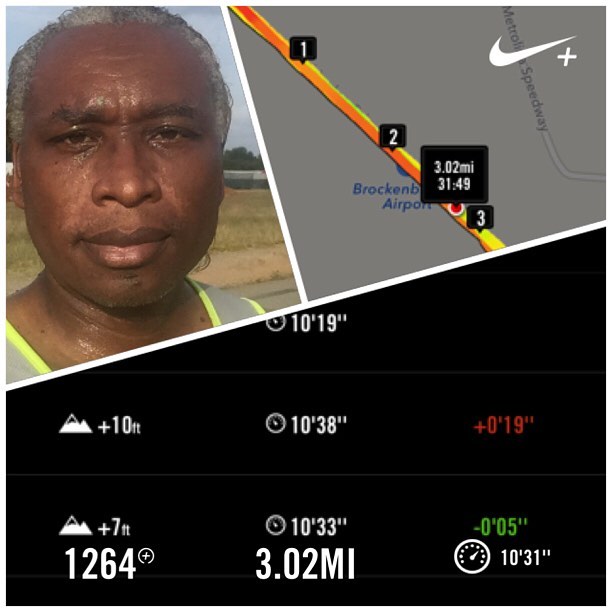 1
Metrolina Speedway
2
3.02mi
31:49
Brockenb
Airport
3
10'19"
+10ft
10'38"
+0'19"
+7ft
10'33"
-0'05"
1264
3.02MI
10'31"